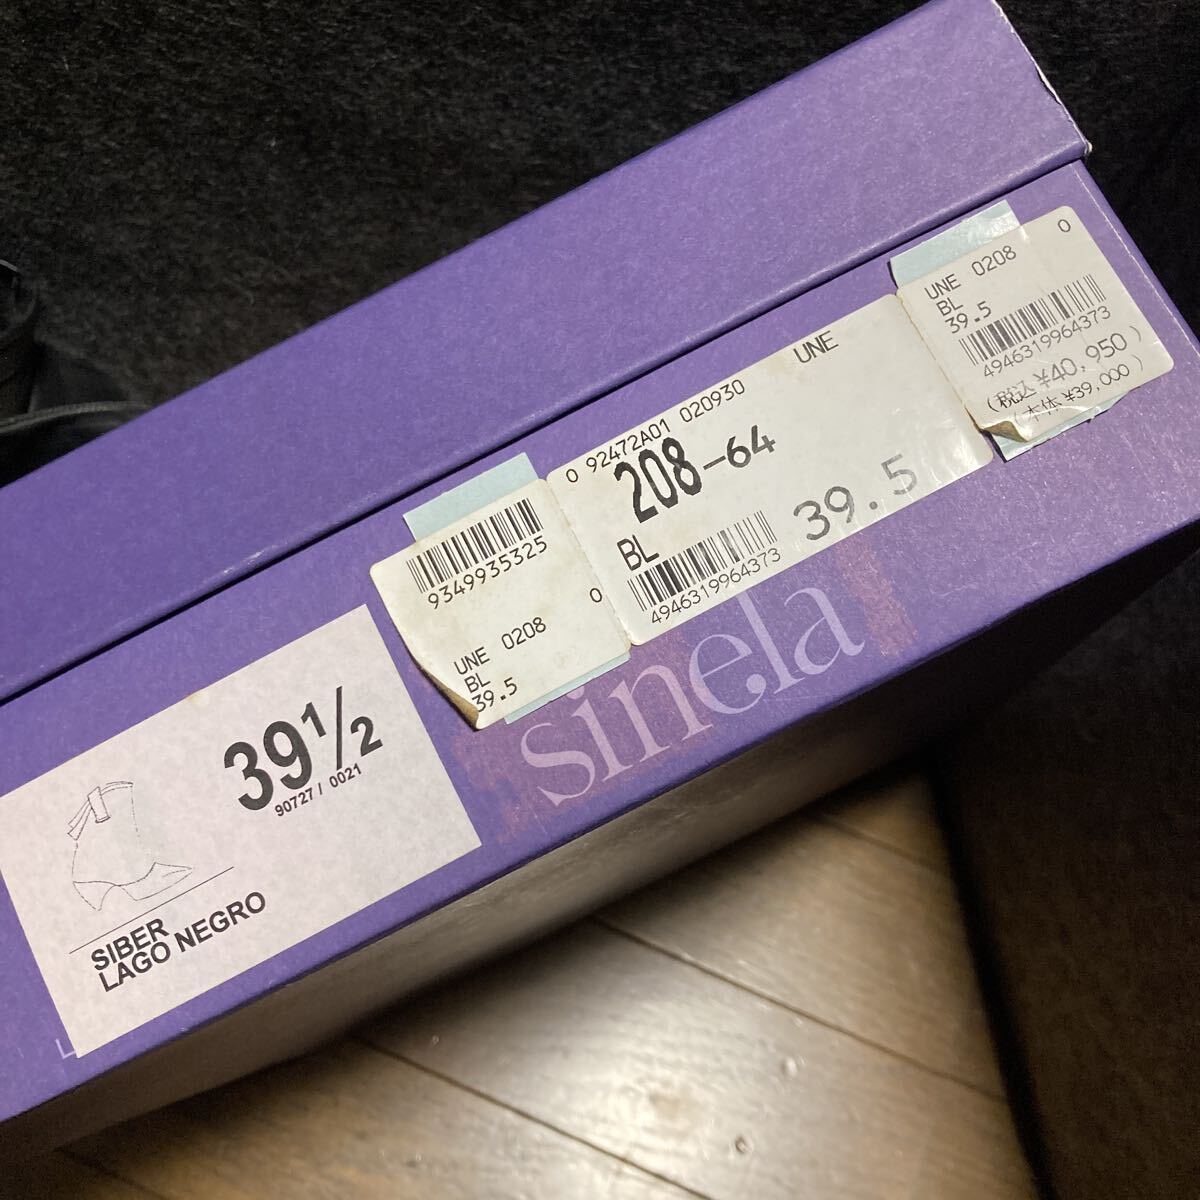 UNE 0208 0
BL
39.5
4946319964373
(税込 ¥40,950)
(本体 ¥39,000)
0 92472A01 020930 UNE
208-64
BL 39.5
4946319964373
9349935325
UNE 0208 0
BL
39.5
sinela
39½
90727 / 0021
SIBER
LAGO NEGRO
L